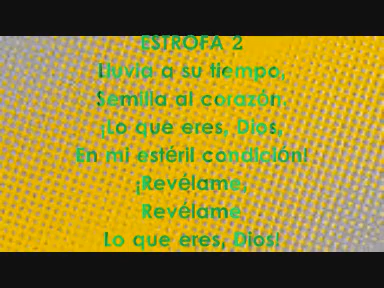 ESTROFA 2
Lluvia a su tiempo,
Semilla al corazón,
¡Lo que eres, Dios,
En mi estéril condición!
¡Revélame,
Revélame
Lo que eres, Dios!